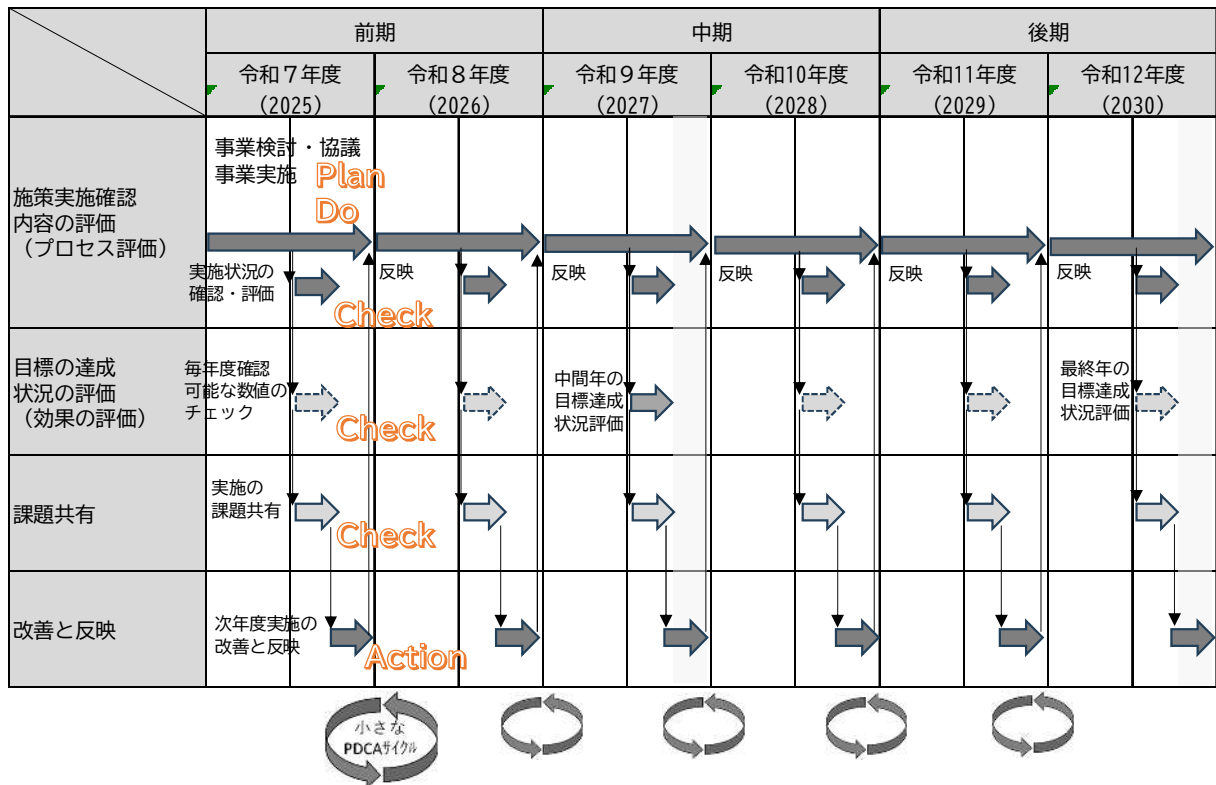 前期
中期
後期
令和７年度
(2025)
令和８年度
(2026)
令和９年度
(2027)
令和10年度
(2028)
令和11年度
(2029)
令和12年度
(2030)
施策実施確認
内容の評価
（プロセス評価）
事業検討・協議
事業実施
Plan
Do
実施状況の
確認・評価
Check
反映
反映
反映
反映
反映
目標の達成
状況の評価
（効果の評価）
毎年度確認
可能な数値の
チェック
Check
中間年の
目標達成
状況評価
最終年の
目標達成
状況評価
課題共有
実施の
課題共有
Check
改善と反映
次年度実施の
改善と反映
Action
小さな
PDCAｻｲｸﾙ